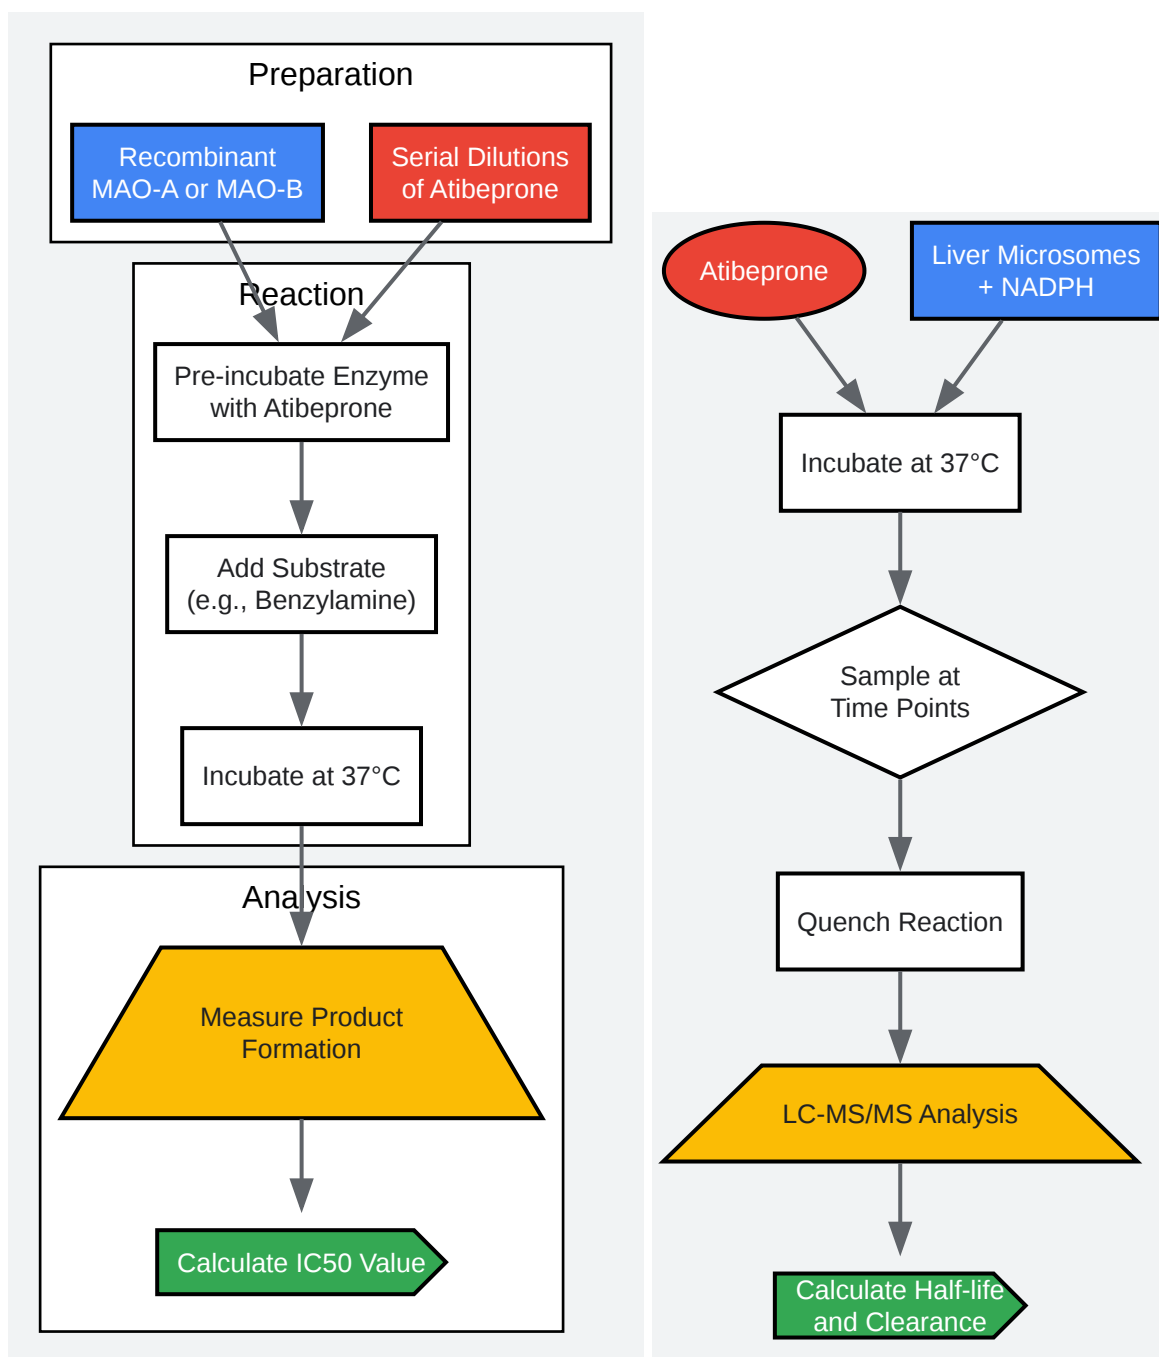 Preparation
Recombinant
MAO-A or MAO-B
Serial Dilutions
of Atibeprone
Reaction
Pre-incubate Enzyme
with Atibeprone
Add Substrate
(e.g., Benzylamine)
Incubate at 37°C
Analysis
Measure Product
Formation
Calculate IC50 Value
Atibeprone
Liver Microsomes
+ NADPH
Incubate at 37°C
Sample at
Time Points
Quench Reaction
LC-MS/MS Analysis
Calculate Half-life
and Clearance